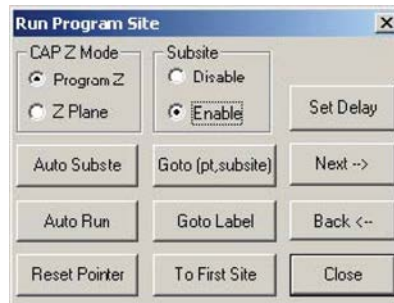 Run Program Site
CAP Z Mode
Program Z
Z Plane
Subsite
Disable
Enable
Set Delay
Auto Subste
Goto (pt,subsite)
Next -->
Auto Run
Goto Label
Back <--
Reset Pointer
To First Site
Close